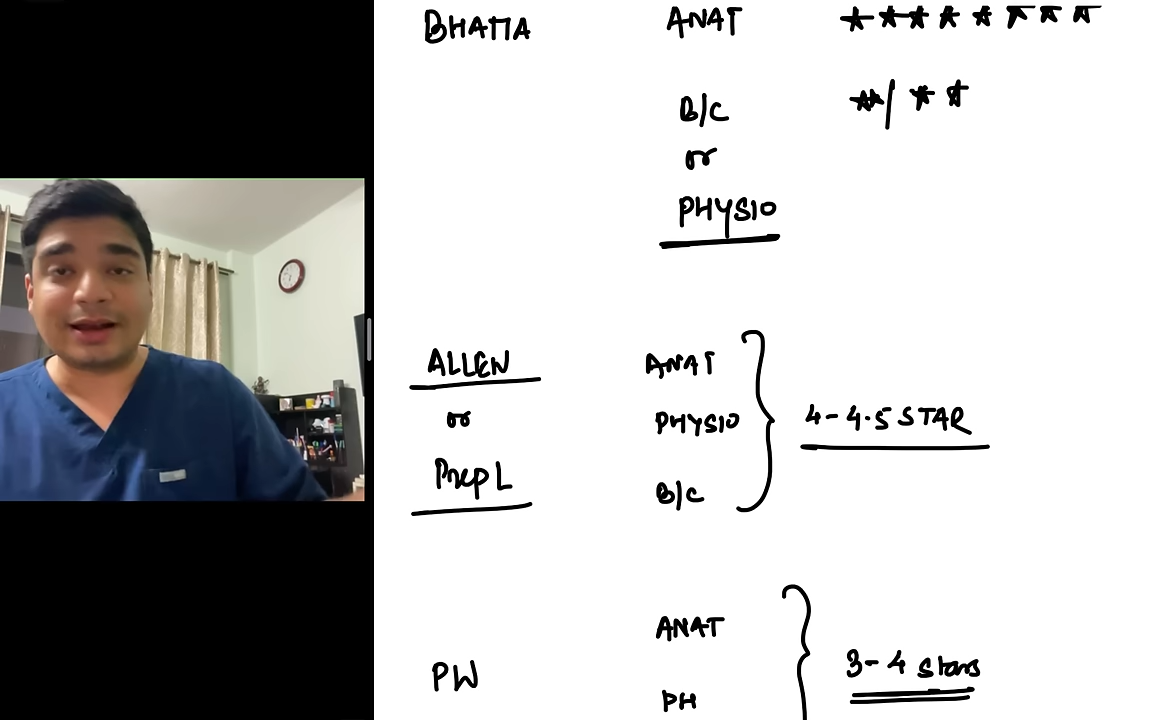 BHATIA ANAT ★★★★★★★★
B/C ★★/★★
or
PHYSIO
ALLEN ANAT
or PHYSIO 4-4.5 STAR
PrepL B/C
ANAT
PW 3-4 stars
PH